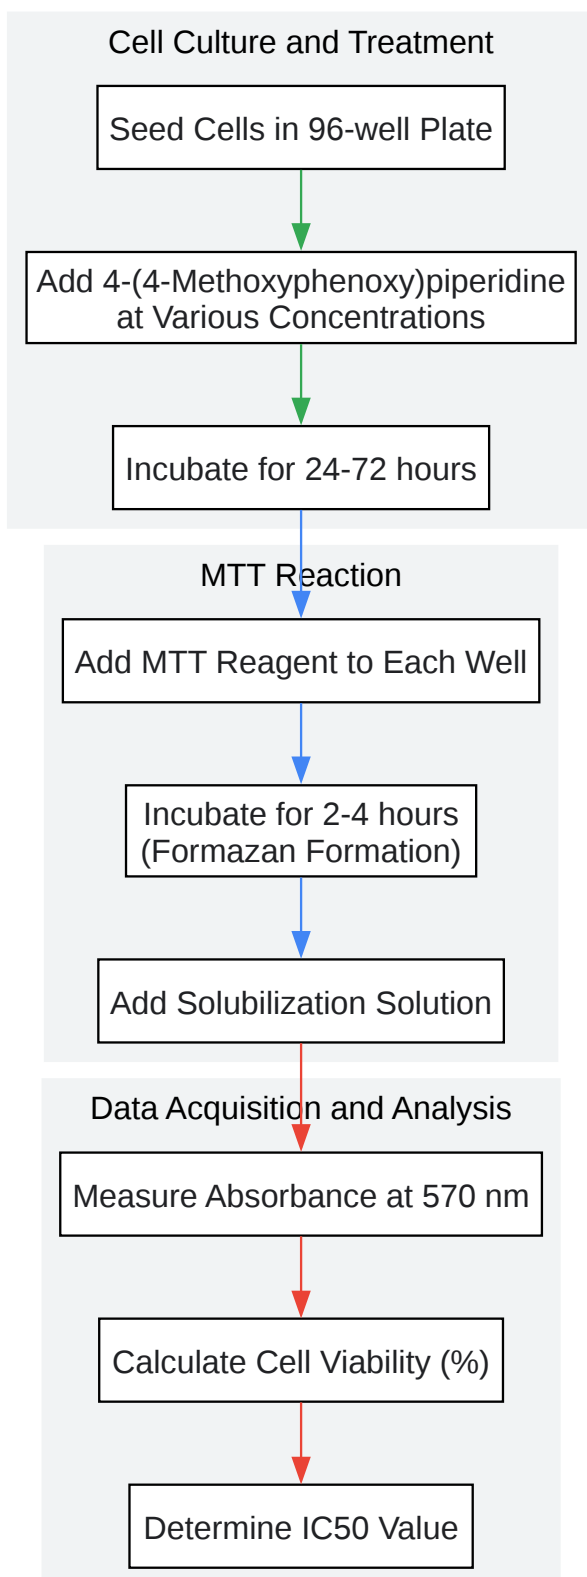 Cell Culture and Treatment
Seed Cells in 96-well Plate
Add 4-(4-Methoxyphenoxy)piperidine
at Various Concentrations
Incubate for 24-72 hours
MTT Reaction
Add MTT Reagent to Each Well
Incubate for 2-4 hours
(Formazan Formation)
Add Solubilization Solution
Data Acquisition and Analysis
Measure Absorbance at 570 nm
Calculate Cell Viability (%)
Determine IC50 Value